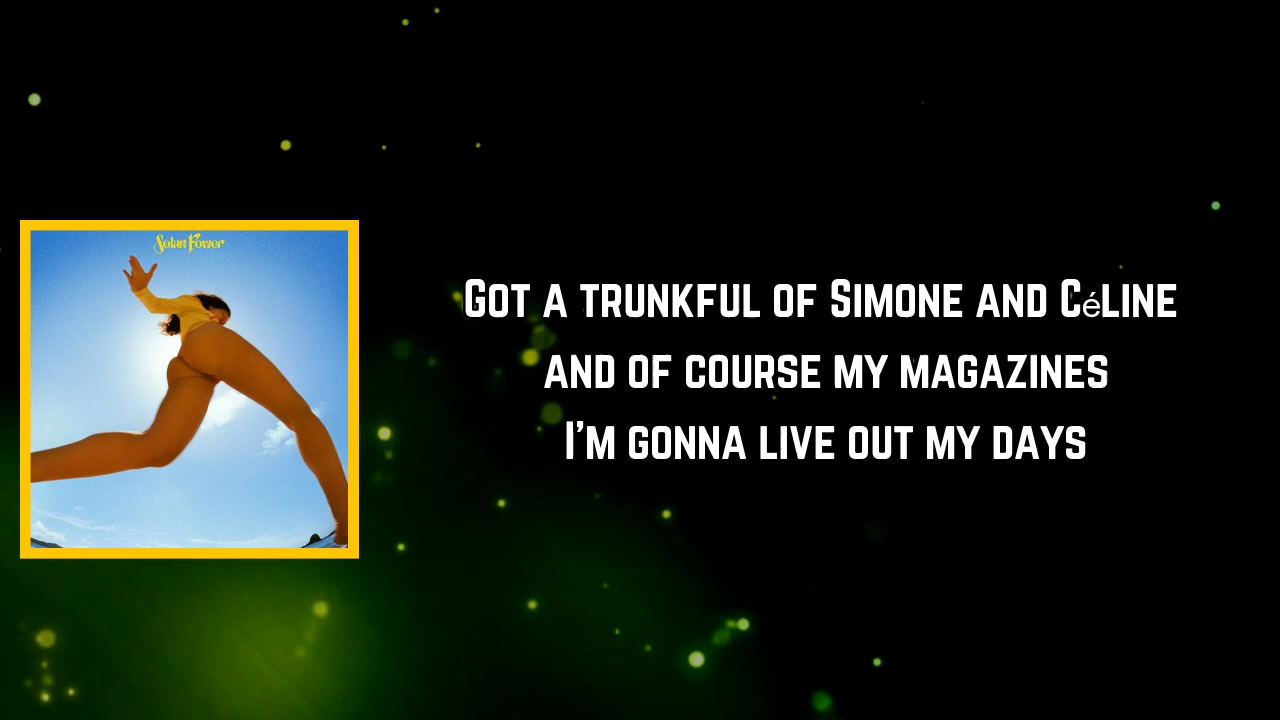 Solar Power
Got a trunkful of Simone and Céline
and of course my magazines
I'm gonna live out my days